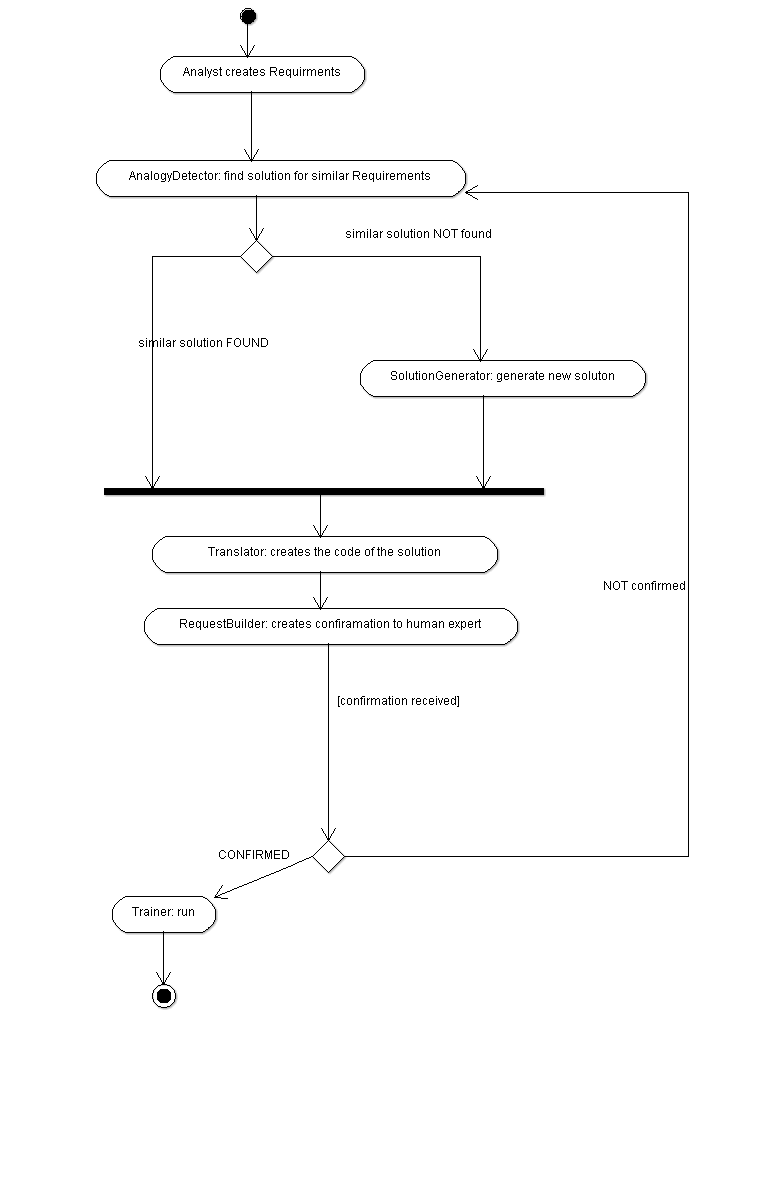 Analyst creates Requirments
AnalogyDetector: find solution for similar Requirements
similar solution NOT found
similar solution FOUND
SolutionGenerator: generate new soluton
Translator: creates the code of the solution
NOT confirmed
RequestBuilder: creates confiramation to human expert
[confirmation received]
CONFIRMED
Trainer: run